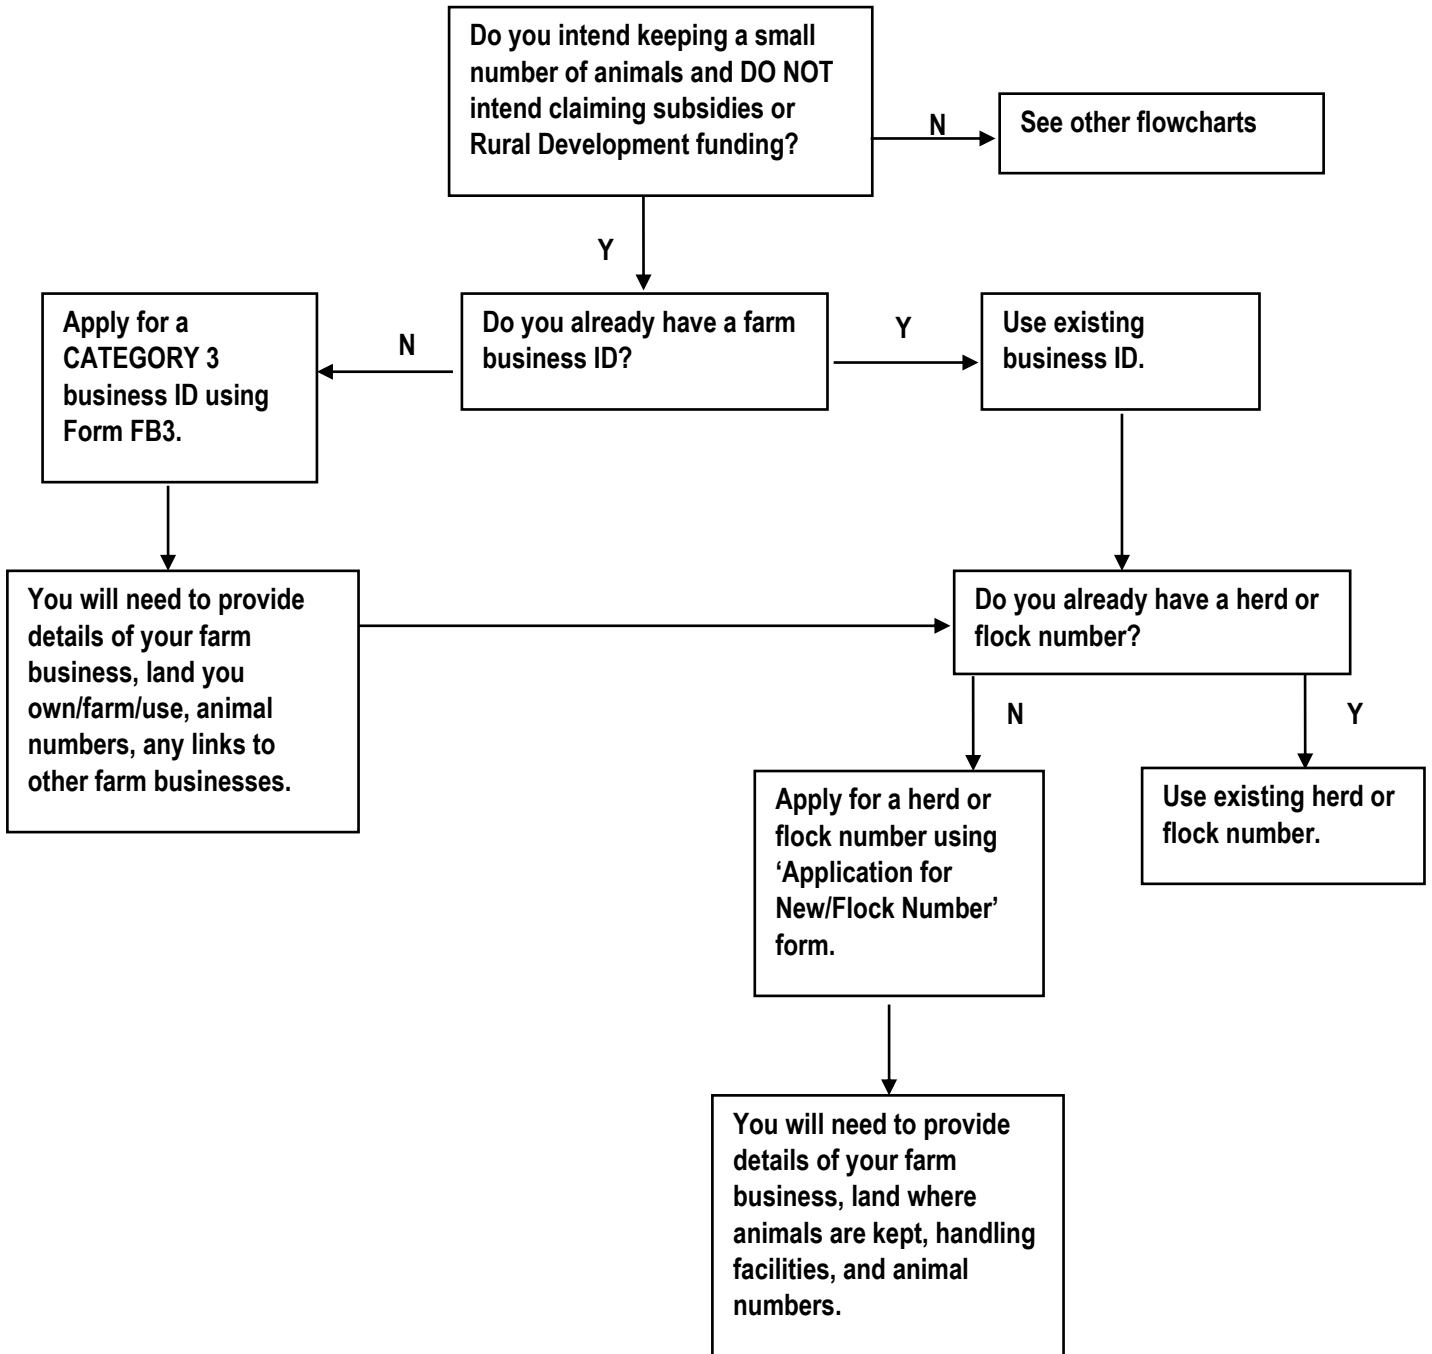 Do you intend keeping a small
number of animals and DO NOT
intend claiming subsidies or
Rural Development funding?
N
See other flowcharts
Y
Apply for a
CATEGORY 3
business ID using
Form FB3.
N
Do you already have a farm
business ID?
Y
Use existing
business ID.
You will need to provide
details of your farm
business, land you
own/farm/use, animal
numbers, any links to
other farm businesses.
Do you already have a herd or
flock number?
N
Y
Apply for a herd or
flock number using
‘Application for
New/Flock Number’
form.
Use existing herd or
flock number.
You will need to provide
details of your farm
business, land where
animals are kept, handling
facilities, and animal
numbers.